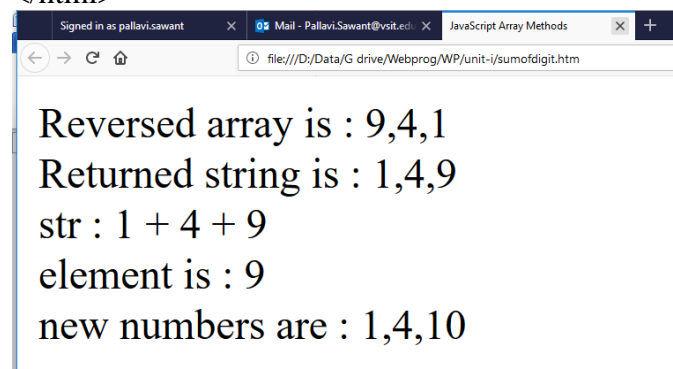 </html>
Signed in as pallavi.sawant
Mail - Pallavi.Sawant@vsit.edu
JavaScript Array Methods
file:///D:/Data/G drive/Webprog/WP/unit-i/sumofdigit.htm
Reversed array is : 9,4,1
Returned string is : 1,4,9
str : 1 + 4 + 9
element is : 9
new numbers are : 1,4,10